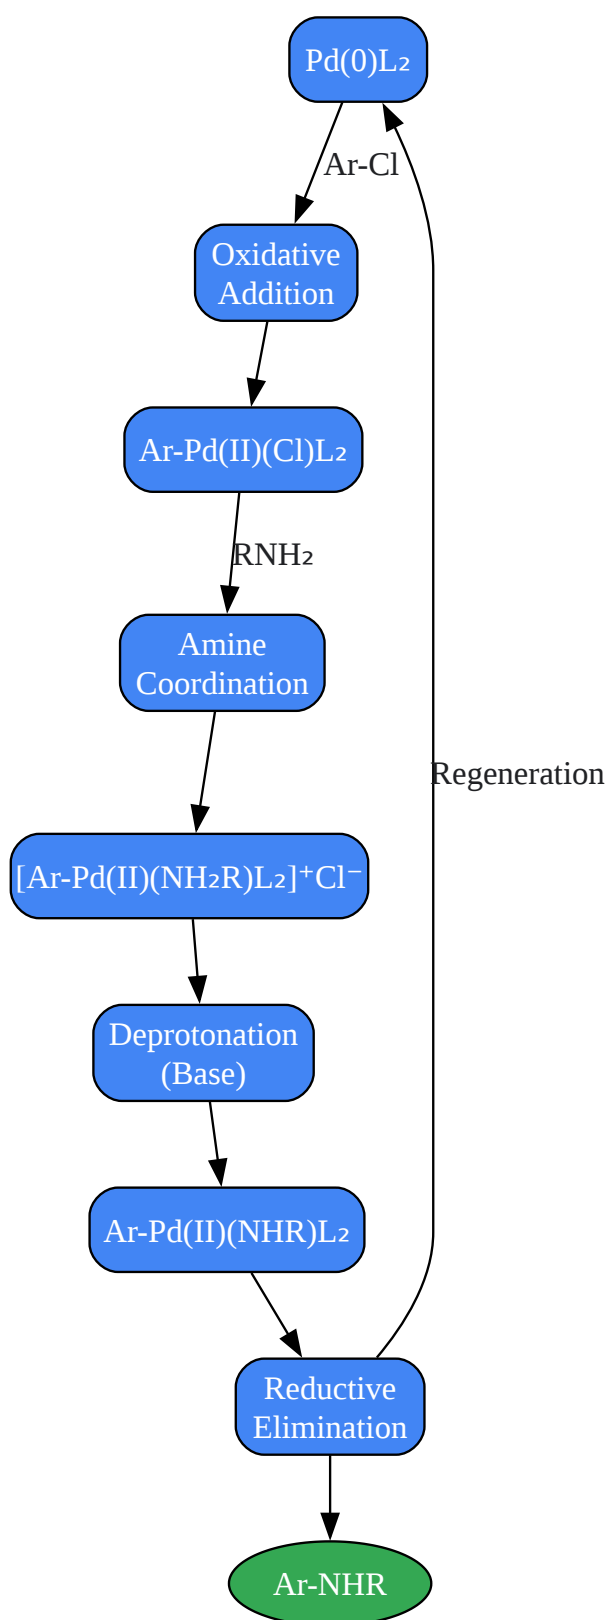 Pd(0)L₂
Ar-Cl
Oxidative
Addition
Ar-Pd(II)(Cl)L₂
RNH₂
Amine
Coordination
Regeneration
[Ar-Pd(II)(NH₂R)L₂]⁺Cl⁻
Deprotonation
(Base)
Ar-Pd(II)(NHR)L₂
Reductive
Elimination
Ar-NHR